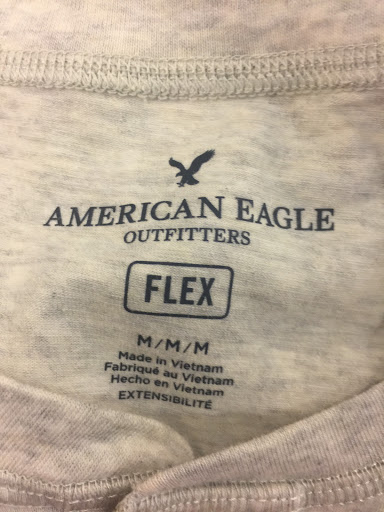 AMERICAN EAGLE
OUTFITTERS
FLEX
M/M/M
Made in Vietnam
Fabriqué au Vietnam
Hecho en Vietnam
EXTENSIBILITÉ